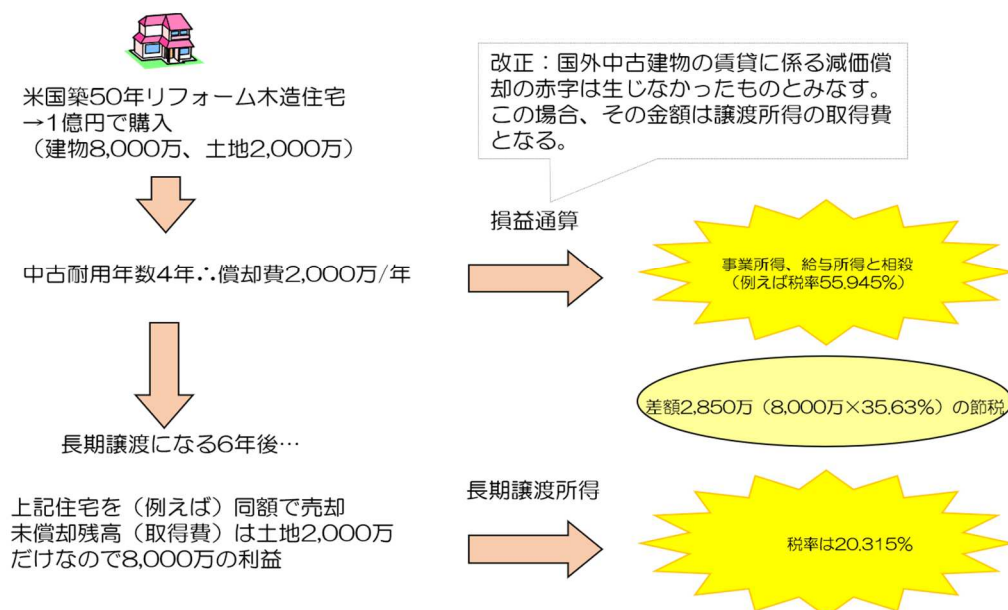 米国築50年リフォーム木造住宅
→1億円で購入
（建物8,000万、土地2,000万）
改正：国外中古建物の賃貸に係る減価償
却の赤字は生じなかったものとみなす。
この場合、その金額は譲渡所得の取得費
となる。
中古耐用年数4年∴償却費2,000万/年
損益通算
事業所得、給与所得と相殺
（例えば税率55,945%）
差額2,850万（8,000万×35,63%）の節税
長期譲渡になる6年後…
上記住宅を（例えば）同額で売却
未償却残高（取得費）は土地2,000万
だけなので8,000万の利益
長期譲渡所得
税率は20,315%